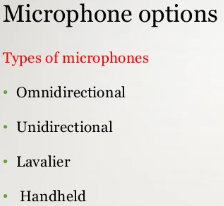 Microphone options
Types of microphones
• Omnidirectional
• Unidirectional
• Lavalier
• Handheld